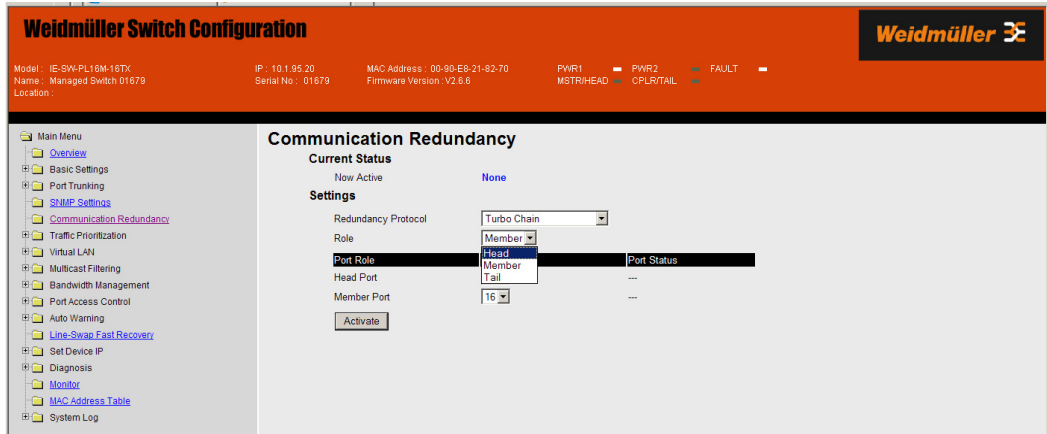 Weidmüller Switch Configuration
Weidmüller
Model : IE-SW-PL16M-16TX
IP : 10.1.95.20
MAC Address : 00-90-E8-21-82-70
PWR1
PWR2
FAULT
Name : Managed Switch 01679
Serial No : 01679
Firmware Version : V2.6.6
MSTR/HEAD
CPLR/TAIL
Location :
Main Menu
Overview
Basic Settings
Port Trunking
SNMP Settings
Communication Redundancy
Traffic Prioritization
Virtual LAN
Multicast Filtering
Bandwidth Management
Port Access Control
Auto Warning
Line-Swap Fast Recovery
Set Device IP
Diagnosis
Monitor
MAC Address Table
System Log
Communication Redundancy
Current Status
Now Active None
Settings
Redundancy Protocol Turbo Chain
Role Member
Head
Member
Tail
Port Role Port Status
Head Port ---
Member Port 16 ---
Activate